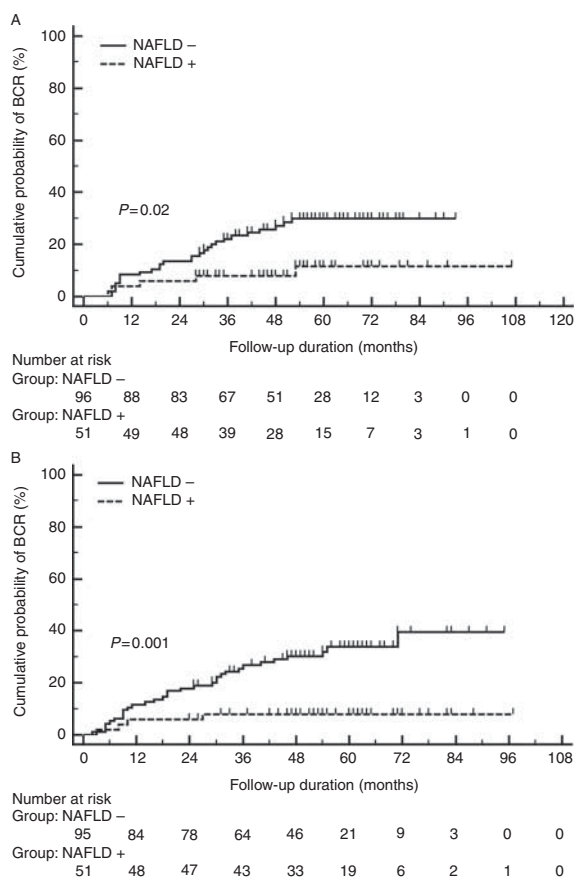 A
NAFLD –
NAFLD +
Cumulative probability of BCR (%)
100
80
60
40
20
0
P=0.02
0 12 24 36 48 60 72 84 96 108 120
Follow-up duration (months)
Number at risk
Group: NAFLD –
96 88 83 67 51 28 12 3 0 0
Group: NAFLD +
51 49 48 39 28 15 7 3 1 0
B
NAFLD –
NAFLD +
Cumulative probability of BCR (%)
100
80
60
40
20
0
P=0.001
0 12 24 36 48 60 72 84 96 108
Follow-up duration (months)
Number at risk
Group: NAFLD –
95 84 78 64 46 21 9 3 0 0
Group: NAFLD +
51 48 47 43 33 19 6 2 1 0